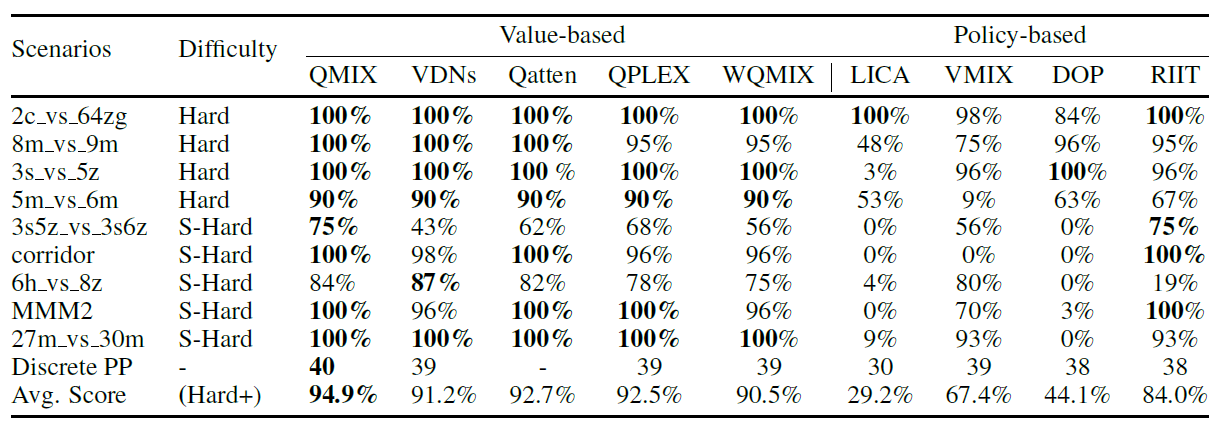 Scenarios Difficulty Value-based Policy-based
QMIX VDNs Qatten QPLEX WQMIX LICA VMIX DOP RIIT
2c_vs_64zg Hard 100% 100% 100% 100% 100% 100% 98% 84% 100%
8m_vs_9m Hard 100% 100% 100% 95% 95% 48% 75% 96% 95%
3s_vs_5z Hard 100% 100% 100 % 100% 100% 3% 96% 100% 96%
5m_vs_6m Hard 90% 90% 90% 90% 90% 53% 9% 63% 67%
3s5z_vs_3s6z S-Hard 75% 43% 62% 68% 56% 0% 56% 0% 75%
corridor S-Hard 100% 98% 100% 96% 96% 0% 0% 0% 100%
6h_vs_8z S-Hard 84% 87% 82% 78% 75% 4% 80% 0% 19%
MMM2 S-Hard 100% 96% 100% 100% 96% 0% 70% 3% 100%
27m_vs_30m S-Hard 100% 100% 100% 100% 100% 9% 93% 0% 93%
Discrete PP - 40 39 - 39 39 30 39 38 38
Avg. Score (Hard+) 94.9% 91.2% 92.7% 92.5% 90.5% 29.2% 67.4% 44.1% 84.0%